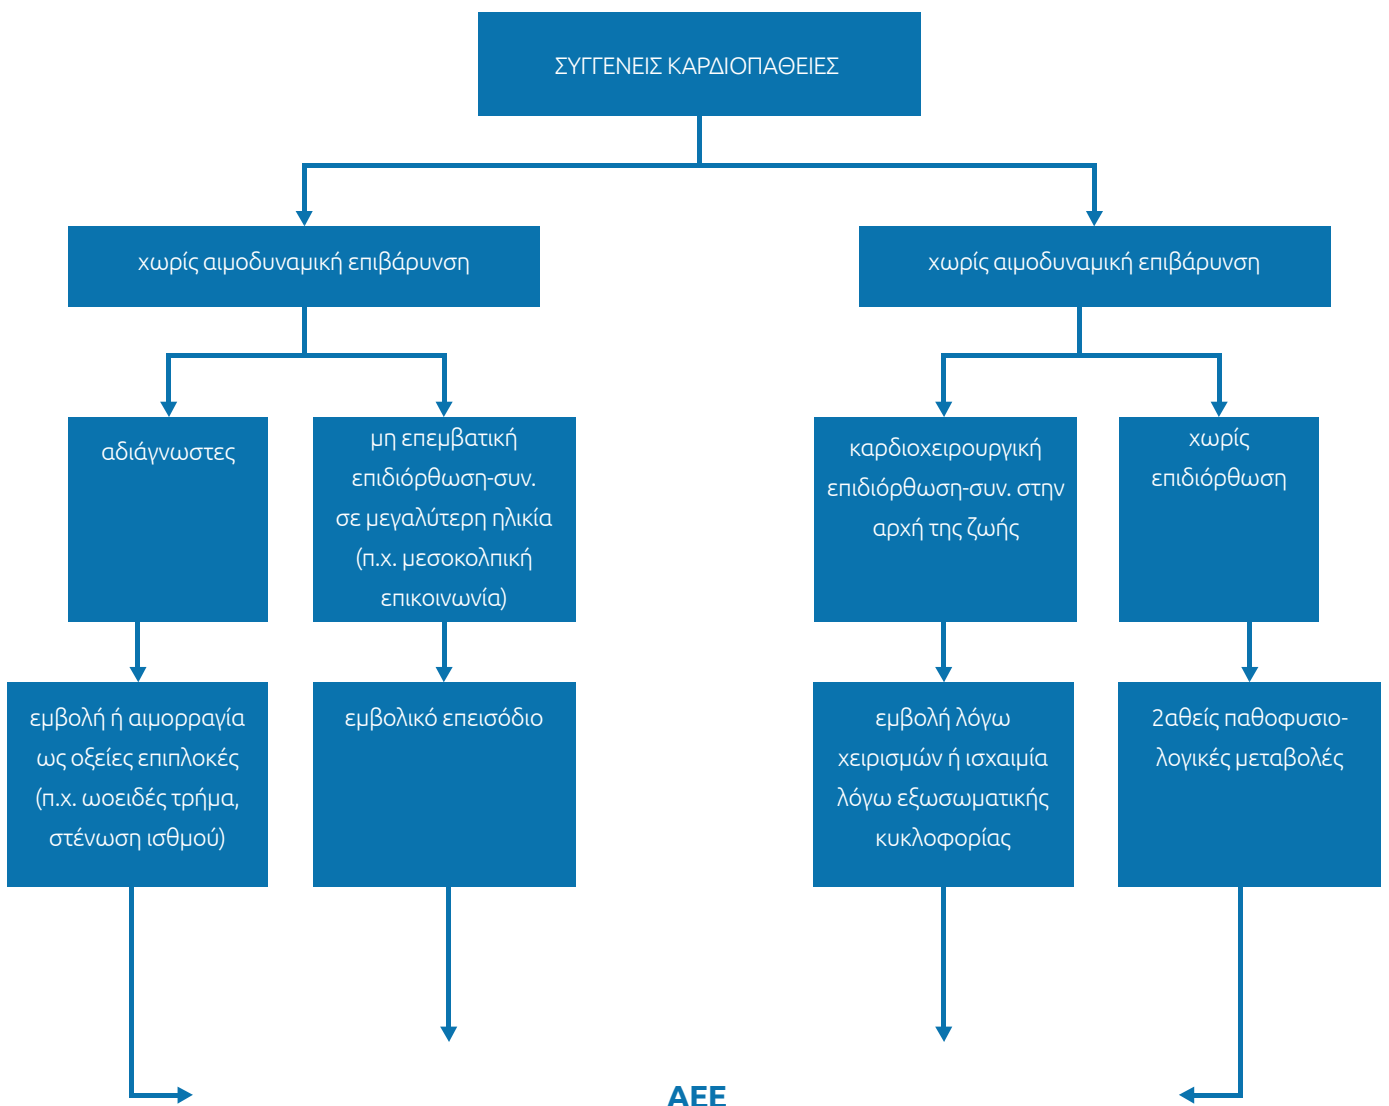 ΣΥΓΓΕΝΕΙΣ ΚΑΡΔΙΟΠΑΘΕΙΕΣ
χωρίς αιμοδυναμική επιβάρυνση
χωρίς αιμοδυναμική επιβάρυνση
αδιάγνωστες
μη επεμβατική
επιδιόρθωση-συν.
σε μεγαλύτερη ηλικία
(π.χ. μεσοκολπική
επικοινωνία)
καρδιοχειρουργική
επιδιόρθωση-συν. στην
αρχή της ζωής
χωρίς
επιδιόρθωση
εμβολή ή αιμορραγία
ως οξείες επιπλοκές
(π.χ. ωοειδές τρήμα,
στένωση ισθμού)
εμβολικό επεισόδιο
εμβολή λόγω
χειρισμών ή ισχαιμία
λόγω εξωσωματικής
κυκλοφορίας
2αθείς παθοφυσιο-
λογικές μεταβολές
ΑΕΕ